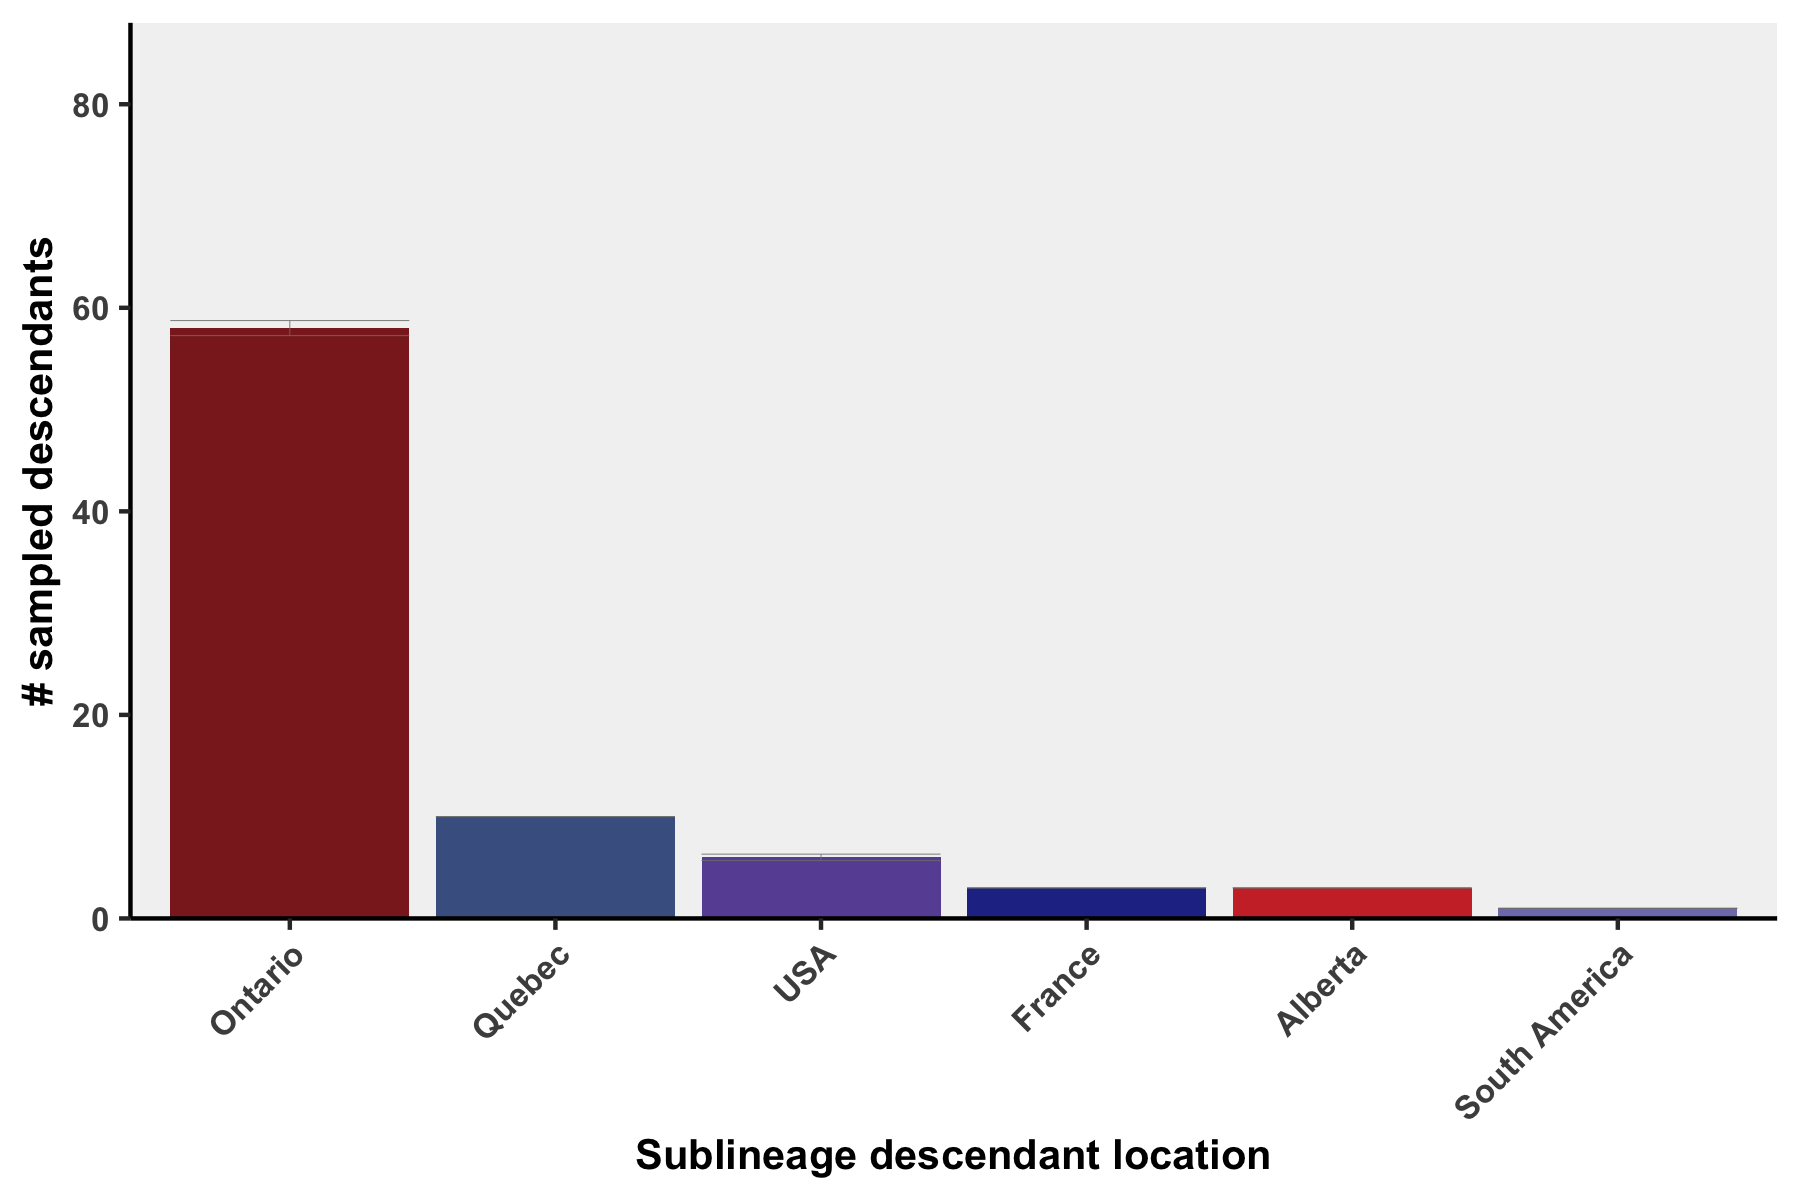 # sampled descendants
80
60
40
20
0
Ontario
Quebec
USA
France
Alberta
South America
Sublineage descendant location